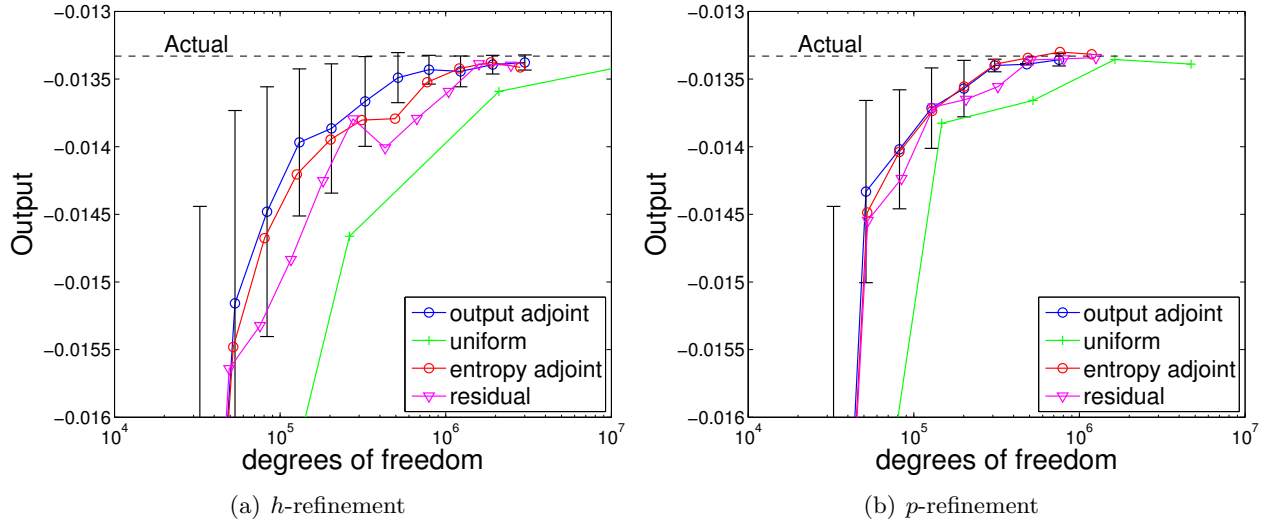 −0.013
−0.0135
−0.014
−0.0145
−0.015
−0.0155
−0.016
10^4
10^5
10^6
10^7
Output
degrees of freedom
Actual
output adjoint
uniform
entropy adjoint
residual
(a) h-refinement
−0.013
−0.0135
−0.014
−0.0145
−0.015
−0.0155
−0.016
10^4
10^5
10^6
10^7
Output
degrees of freedom
Actual
output adjoint
uniform
entropy adjoint
residual
(b) p-refinement